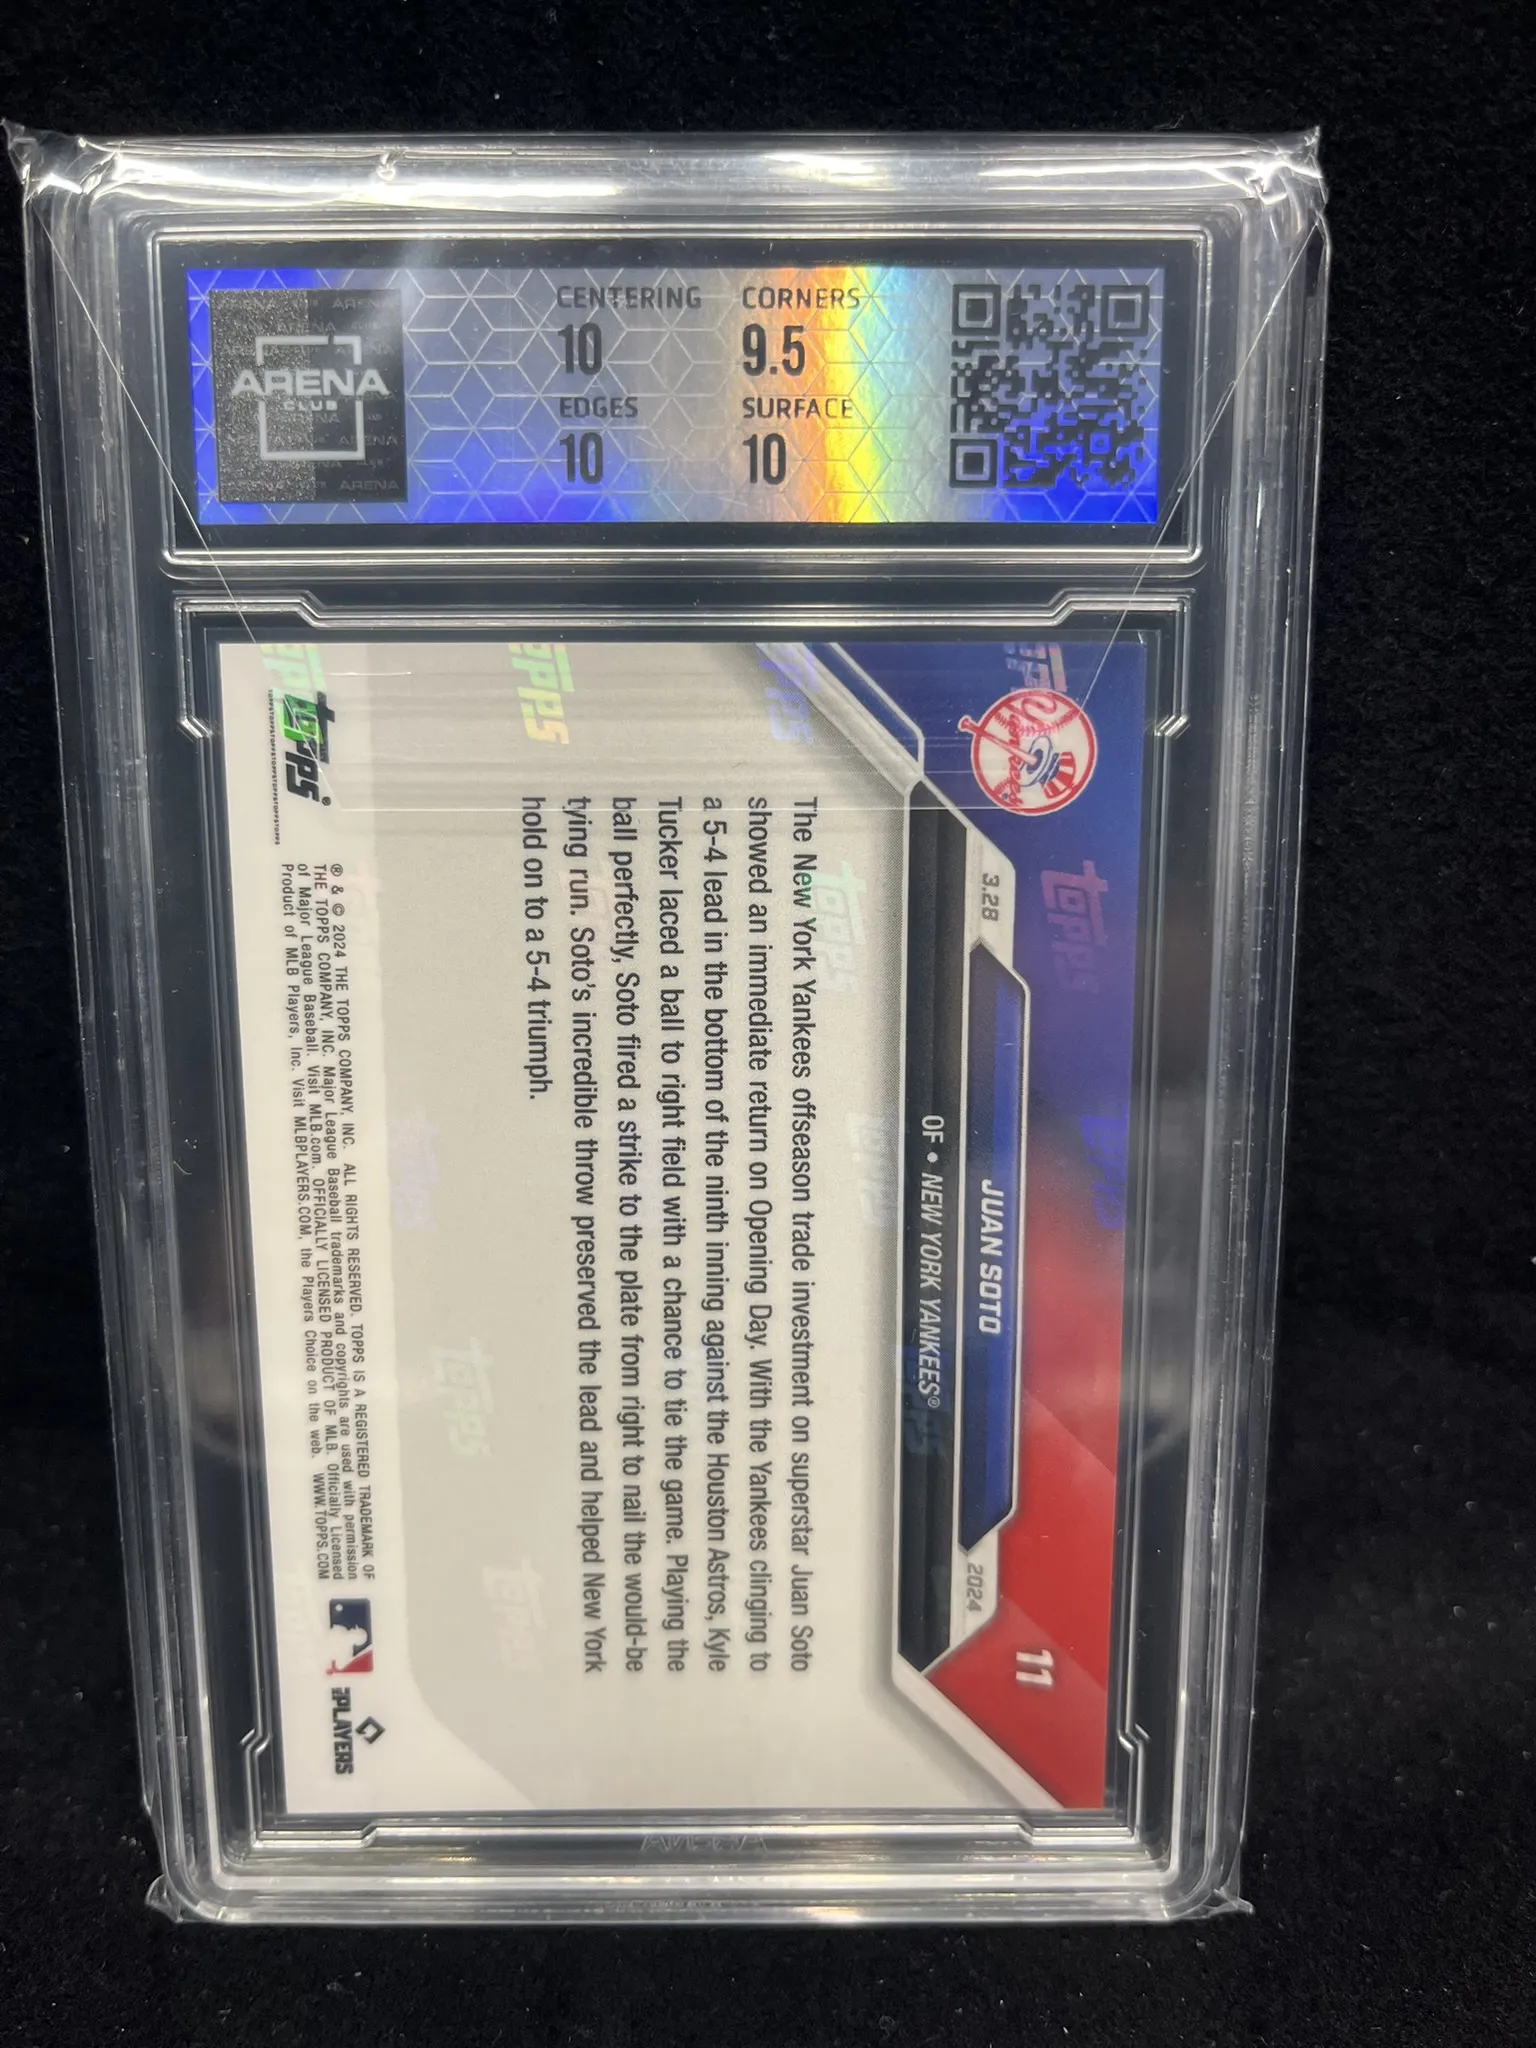 ARENA
CLUB
CENTERING
10
CORNERS
9.5
EDGES
10
SURFACE
10
topps
Yankees
3.28
JUAN SOTO
2024
11
OF • NEW YORK YANKEES®
The New York Yankees offseason trade investment on superstar Juan Soto
showed an immediate return on Opening Day. With the Yankees clinging to
a 5-4 lead in the bottom of the ninth inning against the Houston Astros, Kyle
Tucker laced a ball to right field with a chance to tie the game. Playing the
ball perfectly, Soto fired a strike to the plate from right to nail the would-be
tying run. Soto's incredible throw preserved the lead and helped New York
hold on to a 5-4 triumph.
topps®
® & © 2024 THE TOPPS COMPANY, INC. ALL RIGHTS RESERVED. TOPPS IS A REGISTERED TRADEMARK OF
THE TOPPS COMPANY, INC. Major League Baseball trademarks and copyrights are used with permission
of Major League Baseball. Visit MLB.com. OFFICIALLY LICENSED PRODUCT OF MLB. Officially Licensed
Product of MLB Players, Inc. Visit MLBPLAYERS.COM, the Players Choice on the web. WWW.TOPPS.COM
PLAYERS